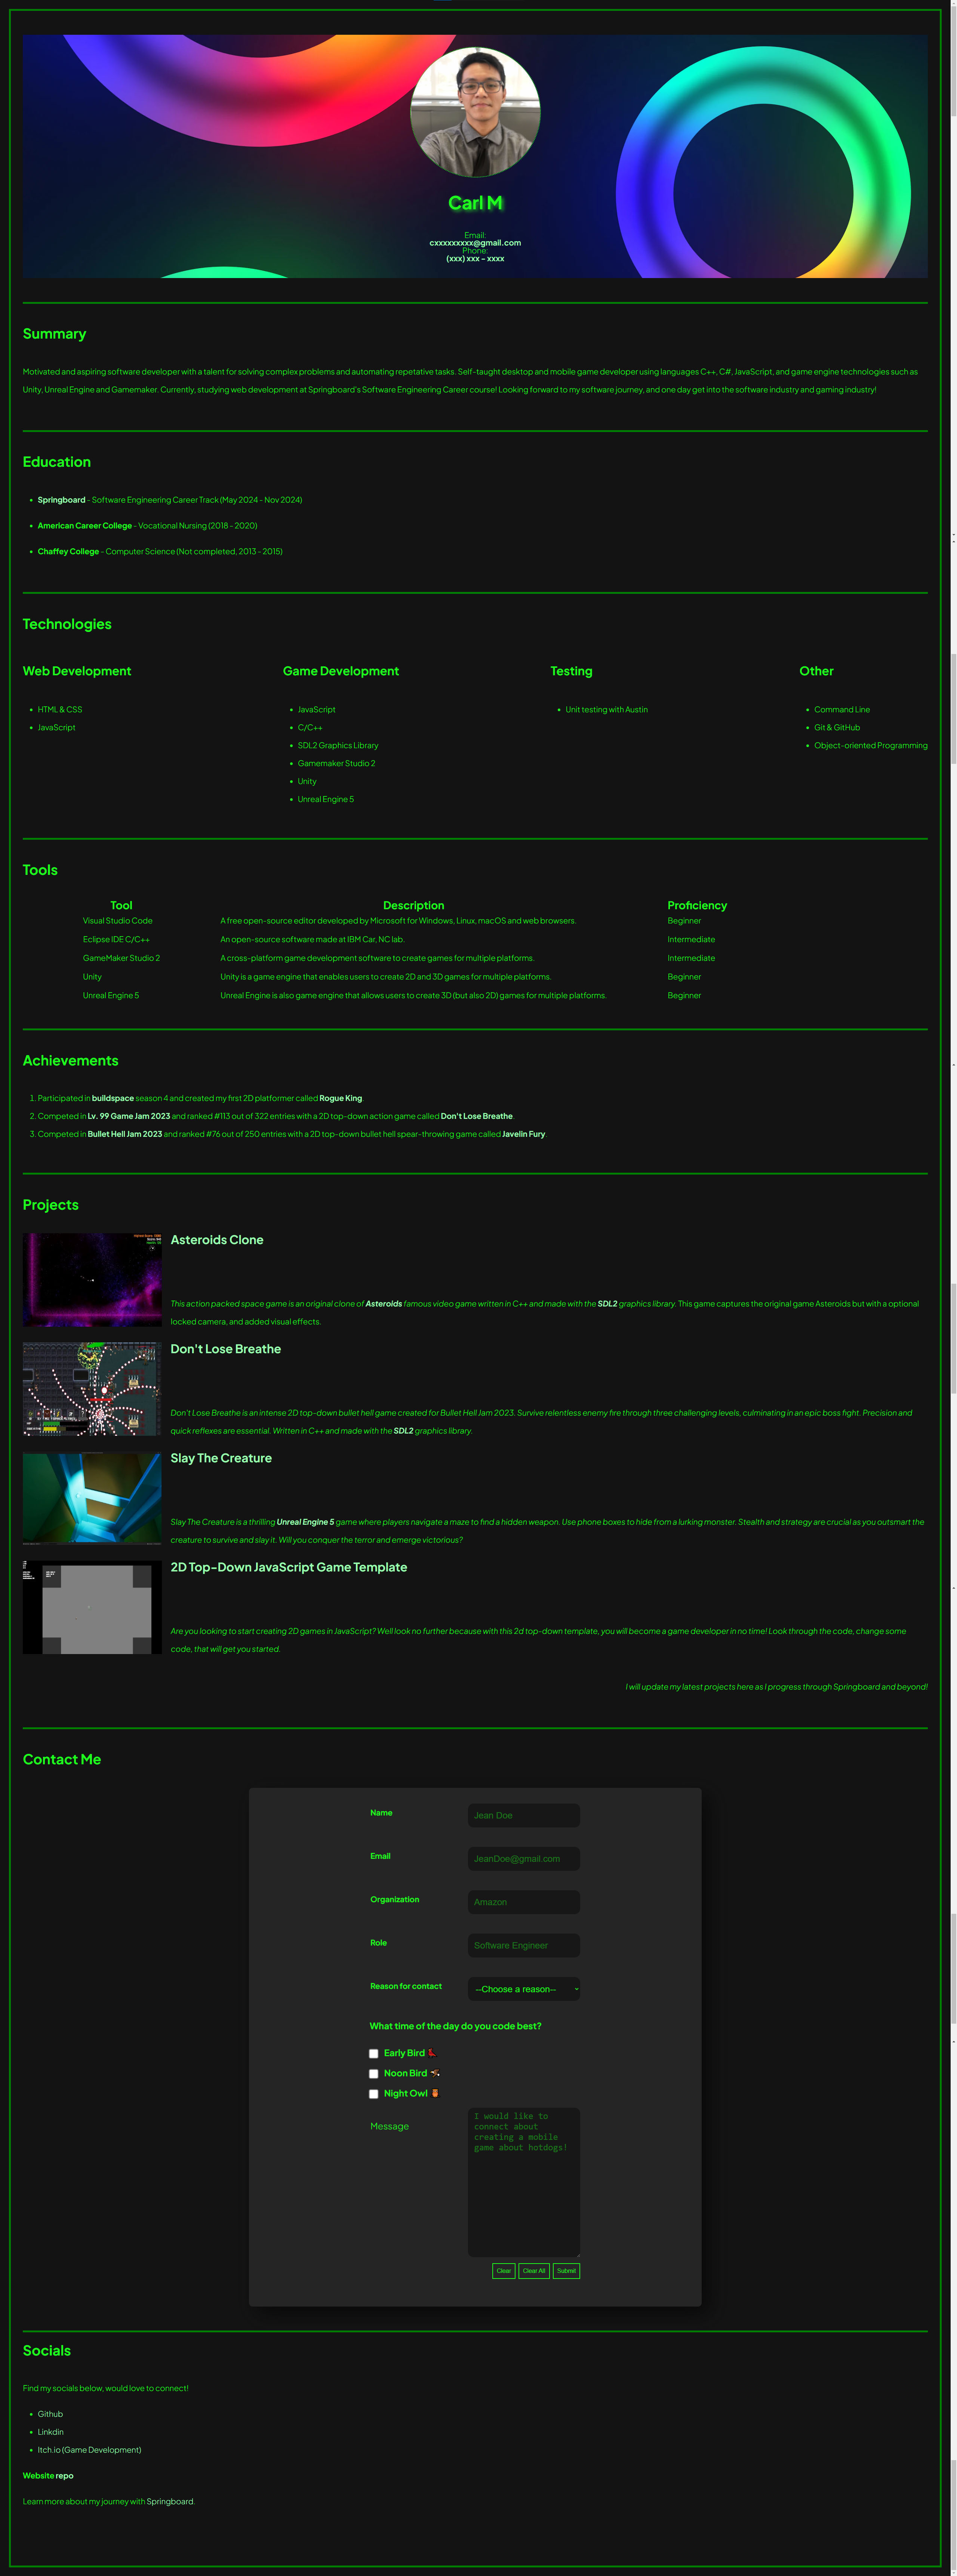 Carl M
Email:
cxxxxxxxxx@gmail.com
Phone:
(xxx) xxx - xxxx
Summary
Motivated and aspiring software developer with a talent for solving complex problems and automating repetative tasks. Self-taught desktop and mobile game developer using languages C++, C#, JavaScript, and game engine technologies such as
Unity, Unreal Engine and Gamemaker. Currently, studying web development at Springboard's Software Engineering Career course! Looking forward to my software journey, and one day get into the software industry and gaming industry!
Education
• Springboard - Software Engineering Career Track (May 2024 - Nov 2024)
• American Career College - Vocational Nursing (2018 - 2020)
• Chaffey College - Computer Science (Not completed, 2013 - 2015)
Technologies
Web Development
• HTML & CSS
• JavaScript
Game Development
• JavaScript
• C/C++
• SDL2 Graphics Library
• Gamemaker Studio 2
• Unity
• Unreal Engine 5
Testing
• Unit testing with Austin
Other
• Command Line
• Git & GitHub
• Object-oriented Programming
Tools
Tool Description Proficiency
Visual Studio Code A free open-source editor developed by Microsoft for Windows, Linux, macOS and web browsers. Beginner
Eclipse IDE C/C++ An open-source software made at IBM Car, NC lab. Intermediate
GameMaker Studio 2 A cross-platform game development software to create games for multiple platforms. Intermediate
Unity Unity is a game engine that enables users to create 2D and 3D games for multiple platforms. Beginner
Unreal Engine 5 Unreal Engine is also game engine that allows users to create 3D (but also 2D) games for multiple platforms. Beginner
Achievements
1. Participated in buildspace season 4 and created my first 2D platformer called Rogue King.
2. Competed in Lv. 99 Game Jam 2023 and ranked #113 out of 322 entries with a 2D top-down action game called Don't Lose Breathe.
3. Competed in Bullet Hell Jam 2023 and ranked #76 out of 250 entries with a 2D top-down bullet hell spear-throwing game called Javelin Fury.
Projects
Asteroids Clone
This action packed space game is an original clone of Asteroids famous video game written in C++ and made with the SDL2 graphics library. This game captures the original game Asteroids but with a optional
locked camera, and added visual effects.
Don't Lose Breathe
Don't Lose Breathe is an intense 2D top-down bullet hell game created for Bullet Hell Jam 2023. Survive relentless enemy fire through three challenging levels, culminating in an epic boss fight. Precision and
quick reflexes are essential. Written in C++ and made with the SDL2 graphics library.
Slay The Creature
Slay The Creature is a thrilling Unreal Engine 5 game where players navigate a maze to find a hidden weapon. Use phone boxes to hide from a lurking monster. Stealth and strategy are crucial as you outsmart the
creature to survive and slay it. Will you conquer the terror and emerge victorious?
2D Top-Down JavaScript Game Template
Are you looking to start creating 2D games in JavaScript? Well look no further because with this 2d top-down template, you will become a game developer in no time! Look through the code, change some
code, that will get you started.
I will update my latest projects here as I progress through Springboard and beyond!
Contact Me
Name Jean Doe
Email JeanDoe@gmail.com
Organization Amazon
Role Software Engineer
Reason for contact --Choose a reason--
What time of the day do you code best?
Early Bird
Noon Bird
Night Owl
Message
I would like to
connect about
creating a mobile
game about hotdogs!
Clear Clear All Submit
Socials
Find my socials below, would love to connect!
• Github
• Linkdin
• Itch.io (Game Development)
Website repo
Learn more about my journey with Springboard.